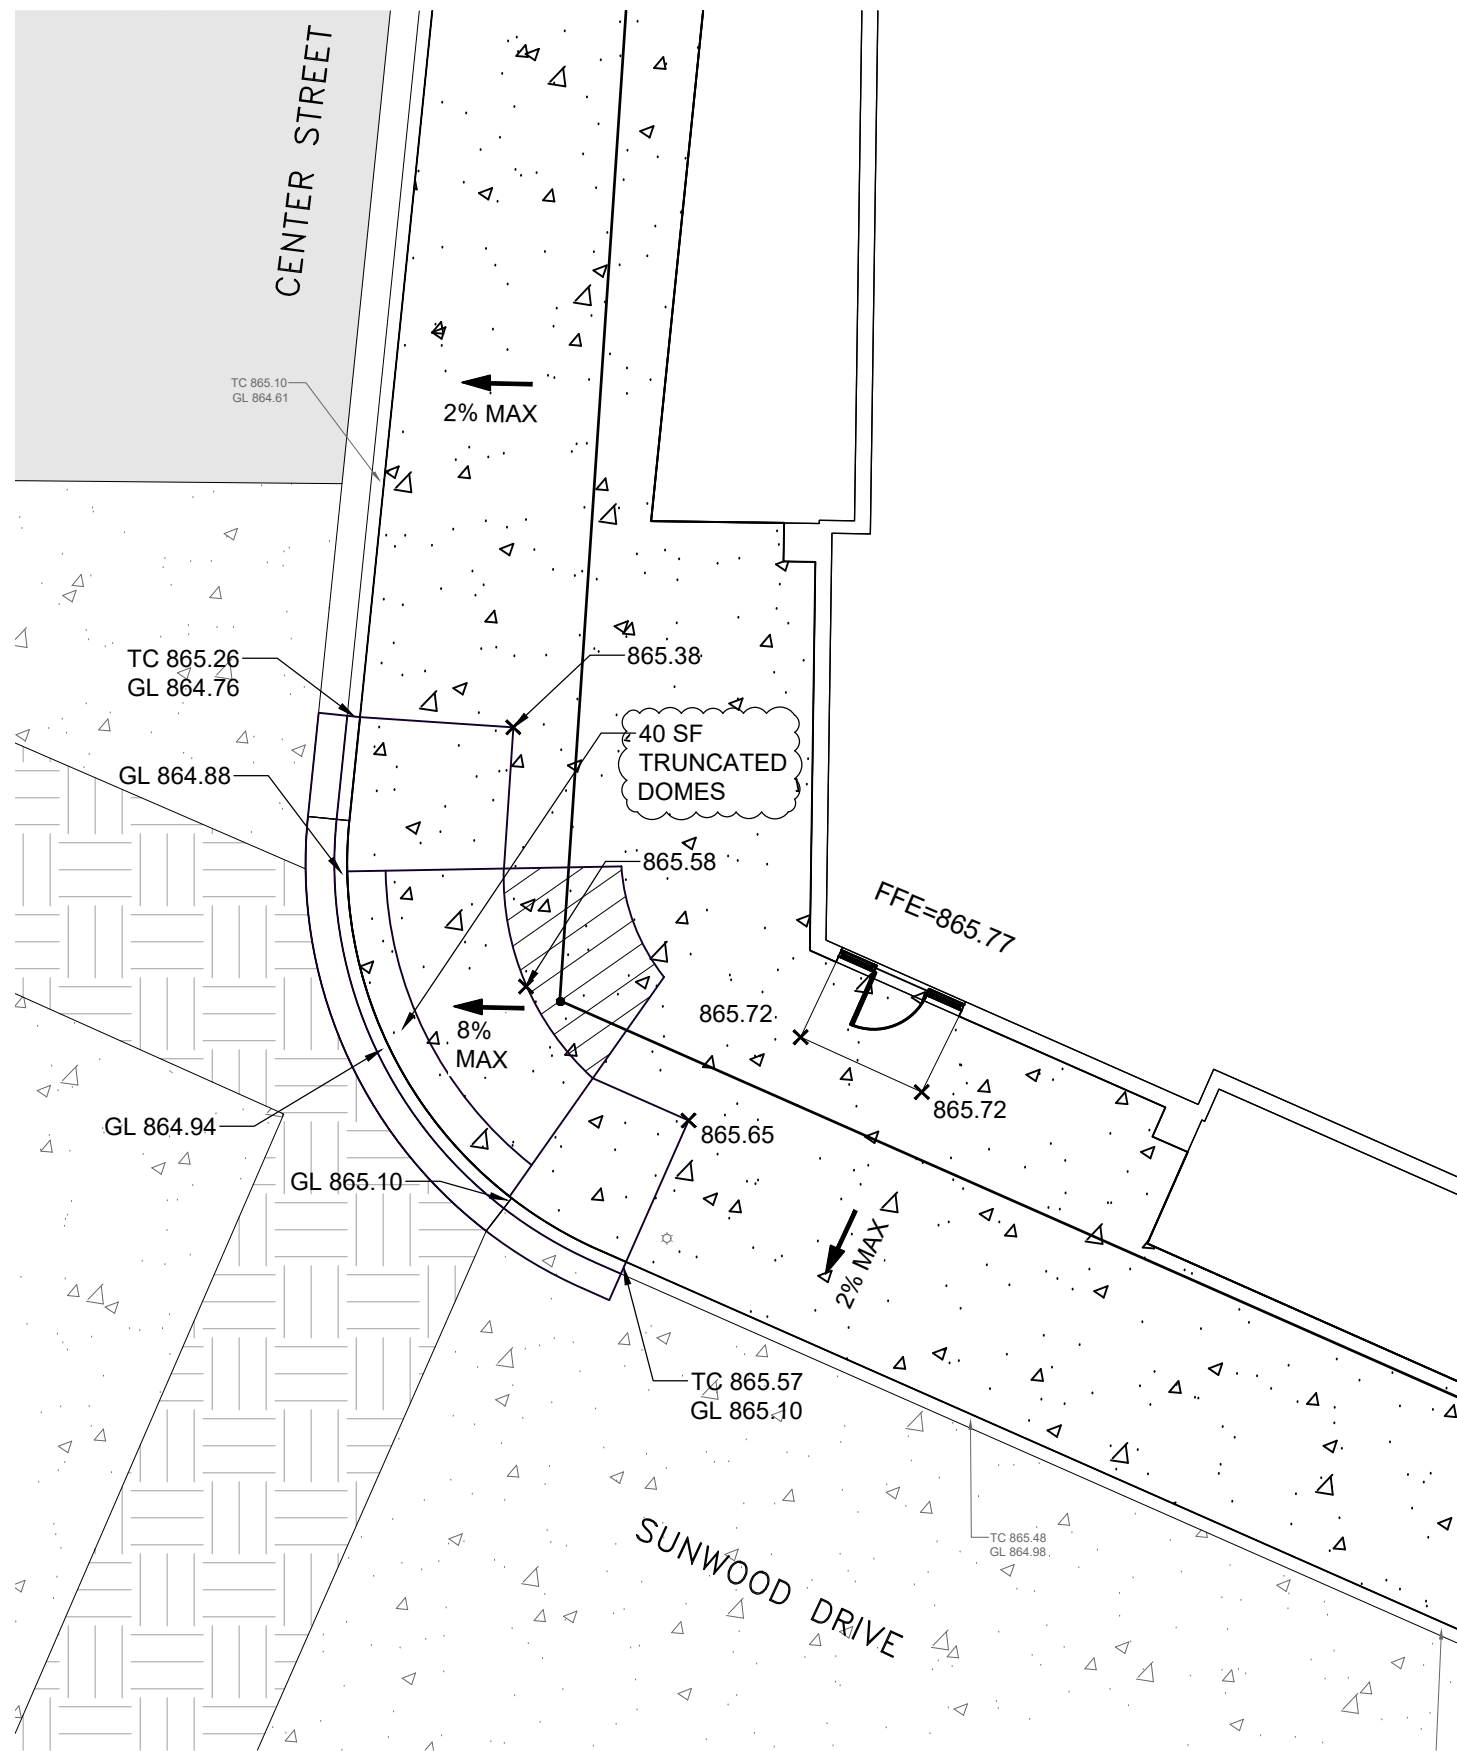 CENTER STREET
TC 865.10
GL 864.61
2% MAX
TC 865.26
GL 864.76
865.38
40 SF
TRUNCATED
DOMES
GL 864.88
865.58
FFE=865.77
865.72
8%
MAX
865.72
GL 864.94
865.65
GL 865.10
2% MAX
TC 865.57
GL 865.10
TC 865.48
GL 864.98
SUNWOOD DRIVE